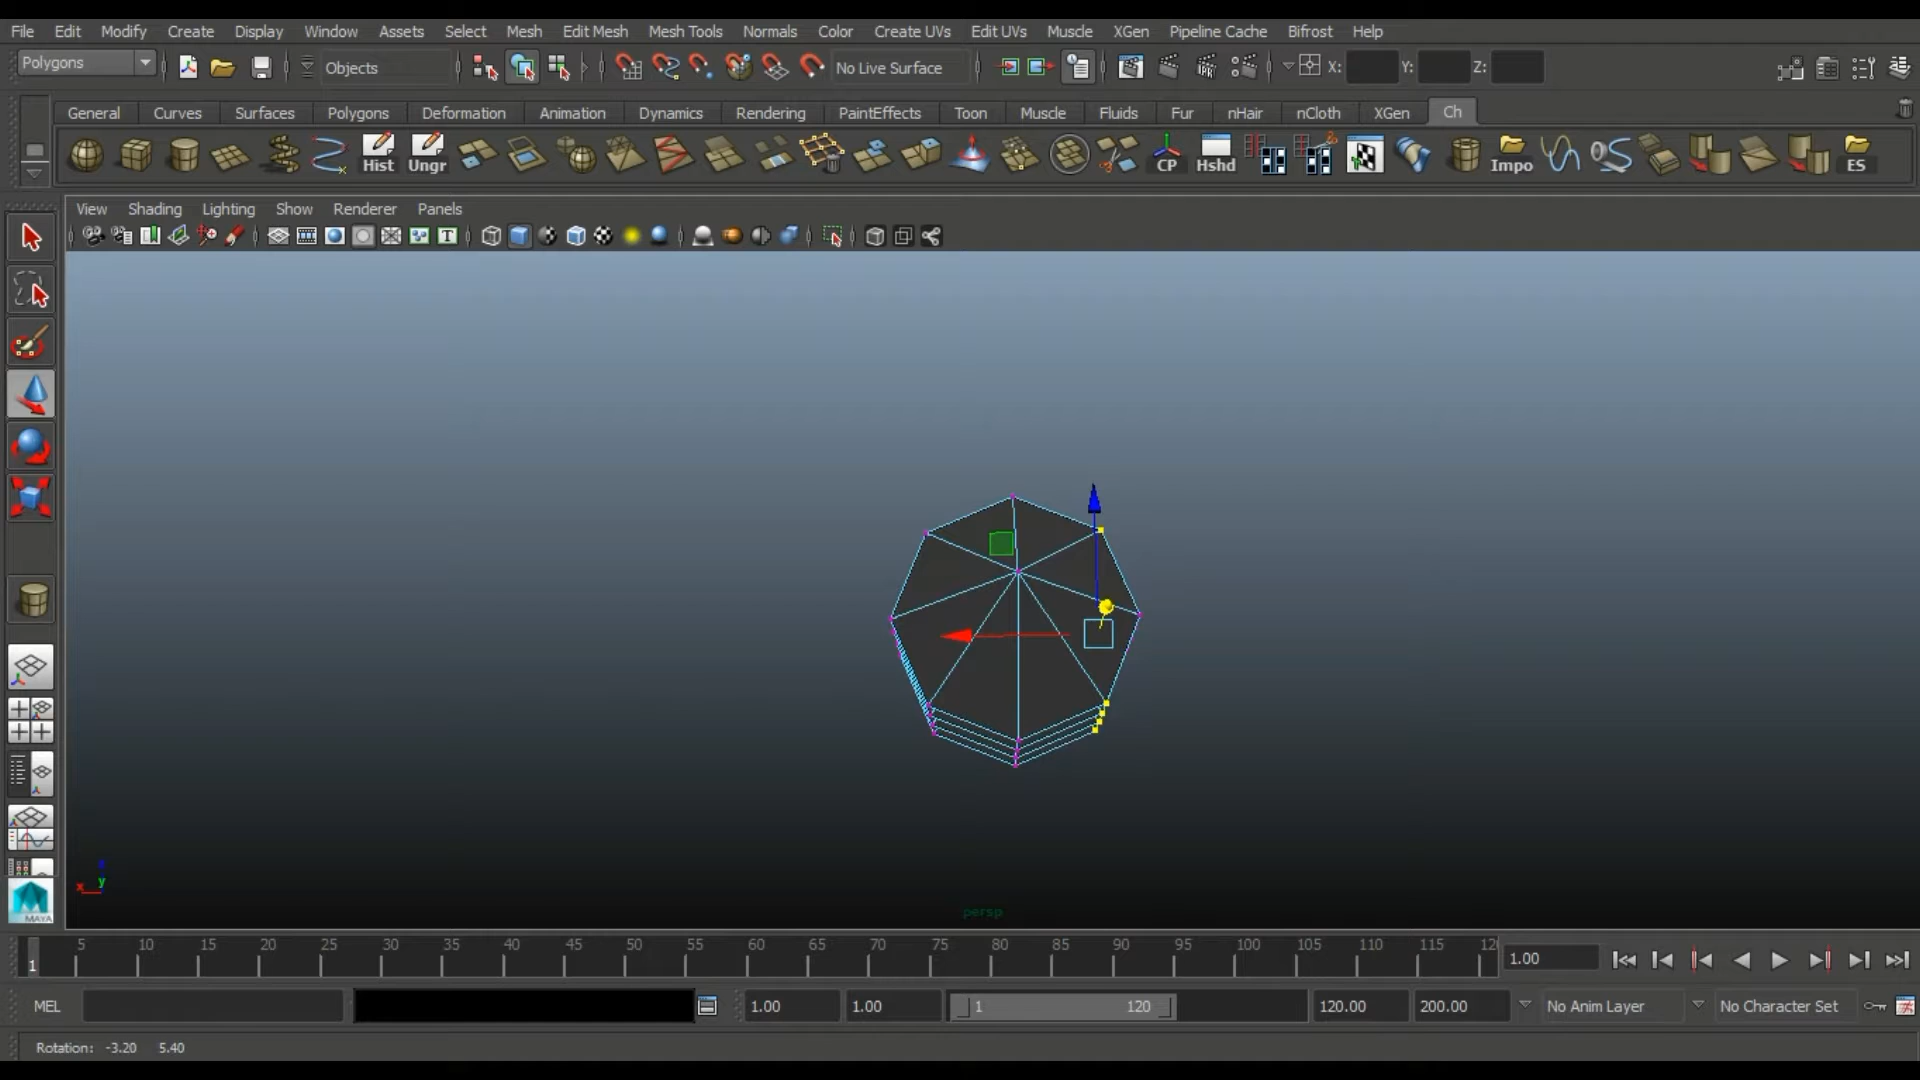 File Edit Modify Create Display Window Assets Select Mesh Edit Mesh Mesh Tools Normals Color Create UVs Edit UVs Muscle XGen Pipeline Cache Bifrost Help
Polygons Objects No Live Surface X: Y: Z:
General Curves Surfaces Polygons Deformation Animation Dynamics Rendering PaintEffects Toon Muscle Fluids Fur nHair nCloth XGen Ch
Hist Ungr CP Hshd Impo ES
View Shading Lighting Show Renderer Panels
T
z
x y
persp
MAYA
5 10 15 20 25 30 35 40 45 50 55 60 65 70 75 80 85 90 95 100 105 110 115 12
1 1.00
MEL 1.00 1.00 1 120 120.00 200.00 No Anim Layer No Character Set
Rotation: -3.20 5.40